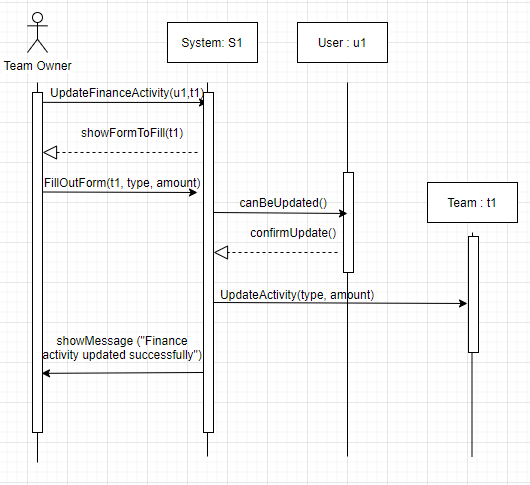 System: S1
User : u1
Team Owner
UpdateFinanceActivity(u1,t1)
showFormToFill(t1)
FillOutForm(t1, type, amount)
canBeUpdated()
Team : t1
confirmUpdate()
UpdateActivity(type, amount)
showMessage ("Finance
activity updated successfully")